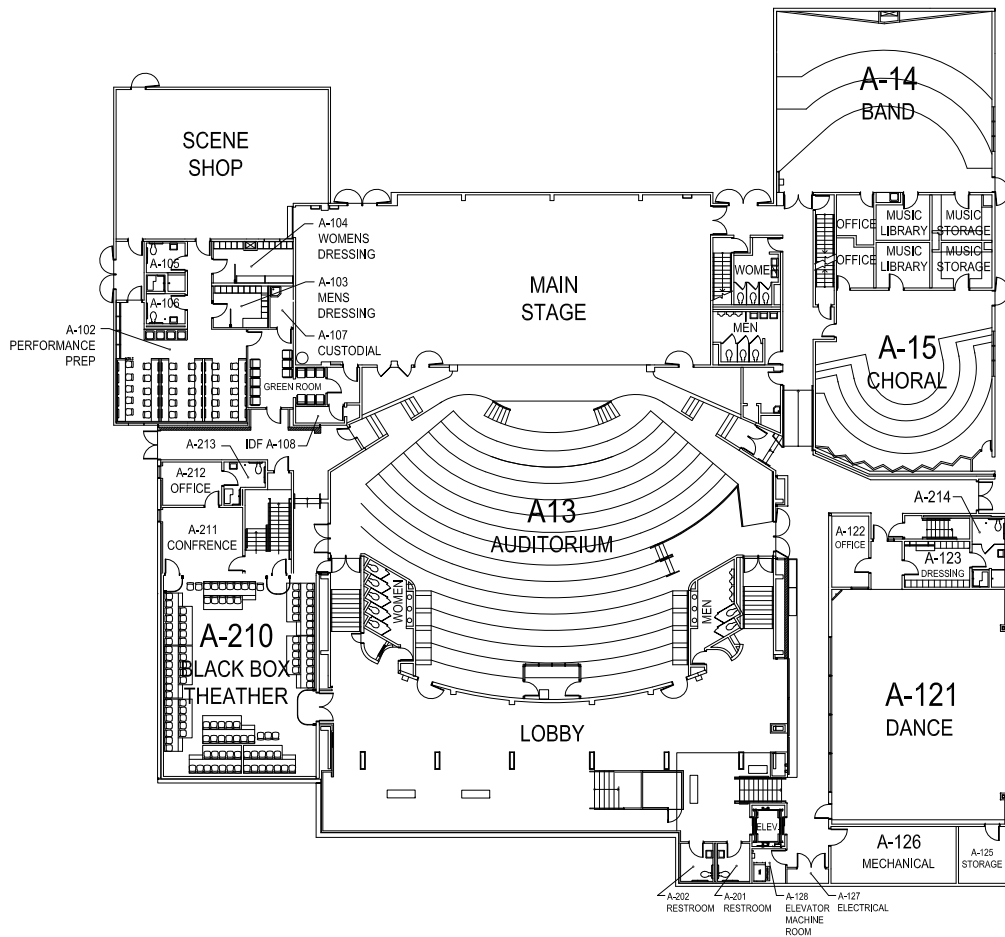 A-14
BAND
SCENE
SHOP
A-104
WOMENS
DRESSING
OFFICE
MUSIC
LIBRARY
MUSIC
STORAGE
OFFICE
MUSIC
LIBRARY
MUSIC
STORAGE
A-105
A-106
WOMEN
MAIN
STAGE
A-103
MENS
DRESSING
MEN
A-102
PERFORMANCE
PREP
A-107
CUSTODIAL
A-15
CHORAL
GREEN ROOM
A-213
IDF A-108
A-212
OFFICE
A-214
A13
AUDITORIUM
A-211
CONFRENCE
A-122
OFFICE
A-123
DRESSING
WOMEN
MEN
A-210
BLACK BOX
THEATHER
A-121
DANCE
LOBBY
ELEV.
A-126
MECHANICAL
A-125
STORAGE
A-202
RESTROOM
A-201
RESTROOM
A-128
ELEVATOR
MACHINE
ROOM
A-127
ELECTRICAL